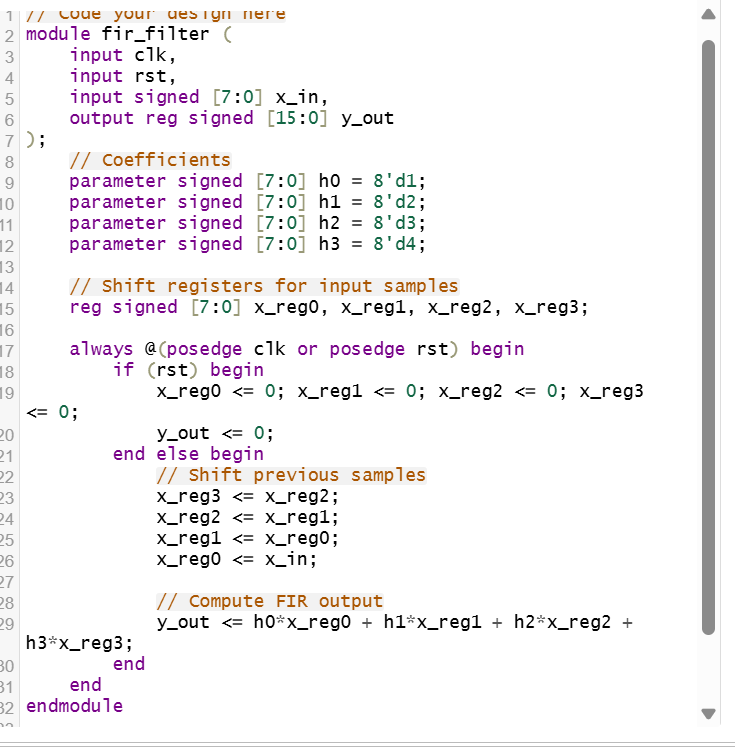 1 // Code your design here
2 module fir_filter (
3     input clk,
4     input rst,
5     input signed [7:0] x_in,
6     output reg signed [15:0] y_out
7 );
8     // Coefficients
9     parameter signed [7:0] h0 = 8'd1;
10     parameter signed [7:0] h1 = 8'd2;
11     parameter signed [7:0] h2 = 8'd3;
12     parameter signed [7:0] h3 = 8'd4;
13
14     // Shift registers for input samples
15     reg signed [7:0] x_reg0, x_reg1, x_reg2, x_reg3;
16
17     always @(posedge clk or posedge rst) begin
18         if (rst) begin
19             x_reg0 <= 0; x_reg1 <= 0; x_reg2 <= 0; x_reg3
<= 0;
20             y_out <= 0;
21         end else begin
22             // Shift previous samples
23             x_reg3 <= x_reg2;
24             x_reg2 <= x_reg1;
25             x_reg1 <= x_reg0;
26             x_reg0 <= x_in;
27
28             // Compute FIR output
29             y_out <= h0*x_reg0 + h1*x_reg1 + h2*x_reg2 +
h3*x_reg3;
30         end
31     end
32 endmodule